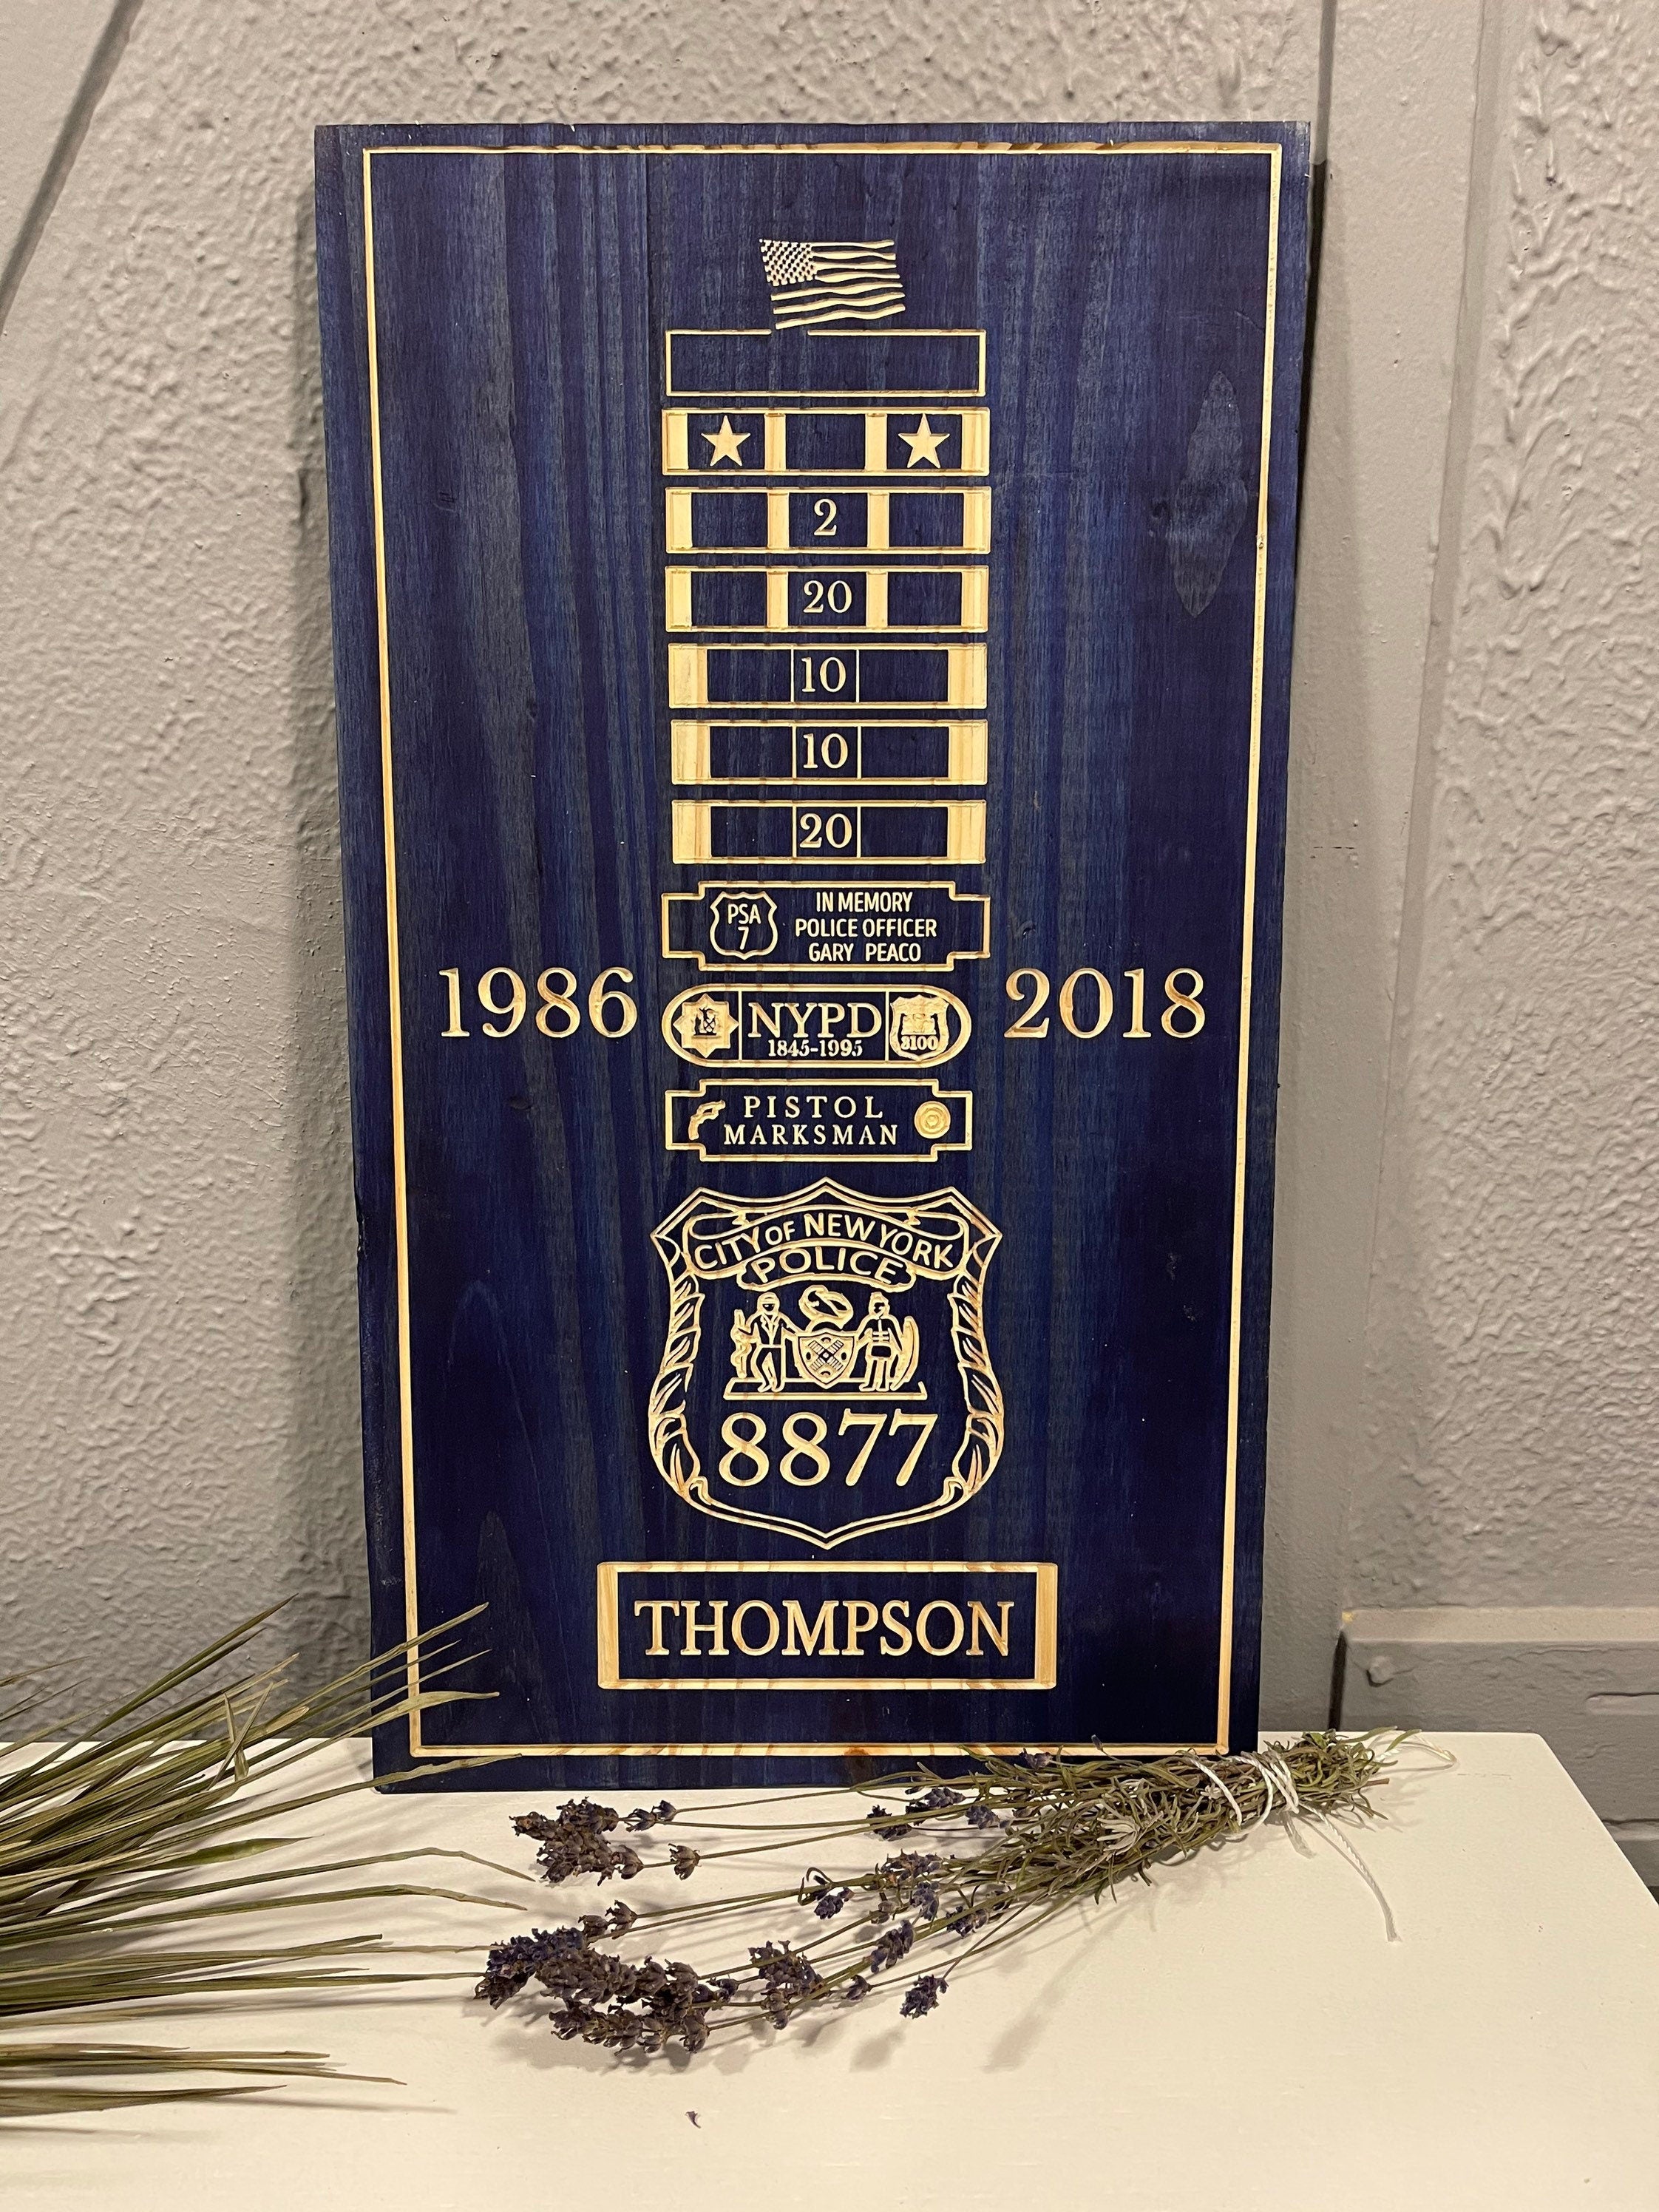 2
20
10
10
20
PSA
7
IN MEMORY
POLICE OFFICER
GARY PEACO
1986
NYPD
1845-1995
3100
2018
PISTOL
MARKSMAN
CITY OF NEW YORK
POLICE
8877
THOMPSON